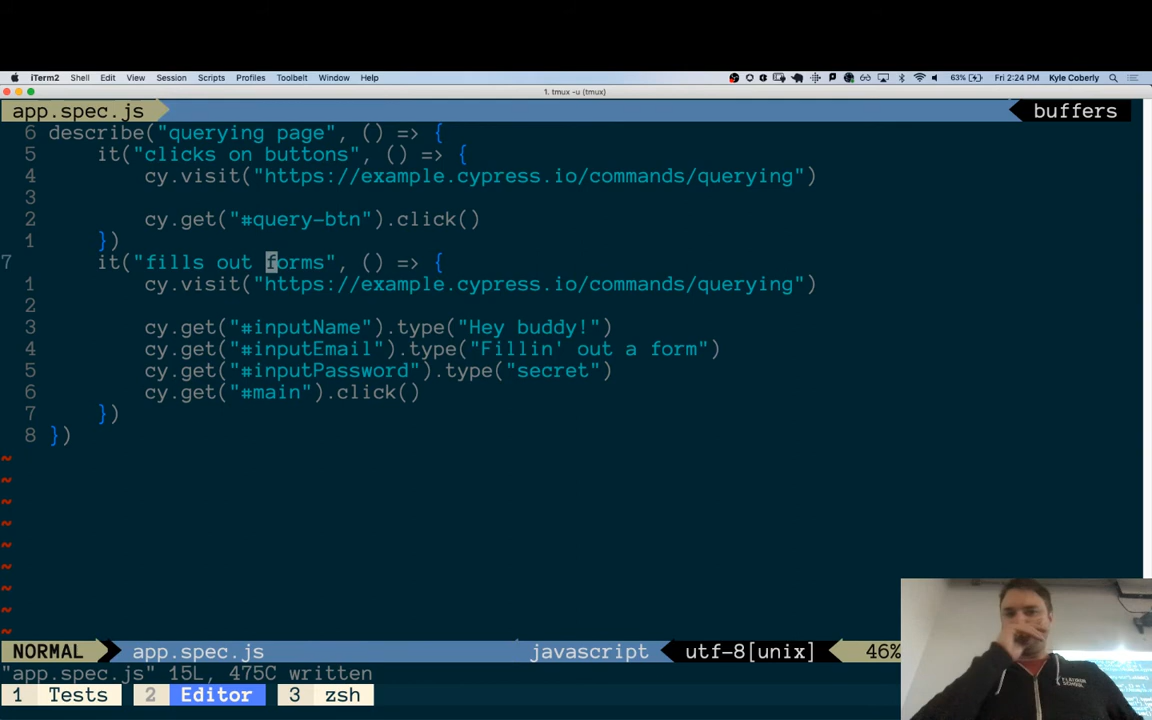 iTerm2 Shell Edit View Session Scripts Profiles Toolbelt Window Help 63% Fri 2:24 PM Kyle Coberly
1. tmux -u (tmux)
app.spec.js buffers
6 describe("querying page", () => {
5 it("clicks on buttons", () => {
4 cy.visit("https://example.cypress.io/commands/querying")
3
2 cy.get("#query-btn").click()
1 })
7 it("fills out forms", () => {
1 cy.visit("https://example.cypress.io/commands/querying")
2
3 cy.get("#inputName").type("Hey buddy!")
4 cy.get("#inputEmail").type("Fillin' out a form")
5 cy.get("#inputPassword").type("secret")
6 cy.get("#main").click()
7 })
8 })
~
~
~
~
~
~
~
~
~
NORMAL app.spec.js javascript utf-8[unix] 46%
"app.spec.js" 15L, 475C written
1 Tests 2 Editor 3 zsh